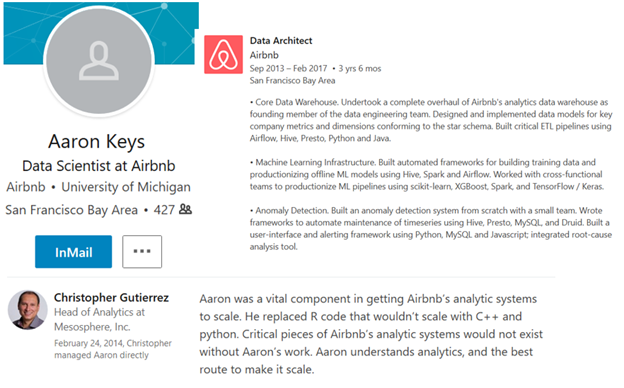 Aaron Keys
Data Scientist at Airbnb
Airbnb • University of Michigan
San Francisco Bay Area • 427
InMail
...
Data Architect
Airbnb
Sep 2013 – Feb 2017 • 3 yrs 6 mos
San Francisco Bay Area
• Core Data Warehouse. Undertook a complete overhaul of Airbnb's analytics data warehouse as
founding member of the data engineering team. Designed and implemented data models for key
company metrics and dimensions conforming to the star schema. Built critical ETL pipelines using
Airflow, Hive, Presto, Python and Java.
• Machine Learning Infrastructure. Built automated frameworks for building training data and
productionizing offline ML models using Hive, Spark and Airflow. Worked with cross-functional
teams to productionize ML pipelines using scikit-learn, XGBoost, Spark, and TensorFlow / Keras.
• Anomaly Detection. Built an anomaly detection system from scratch with a small team. Wrote
frameworks to automate maintenance of timeseries using Hive, Presto, MySQL, and Druid. Built a
user-interface and alerting framework using Python, MySQL and Javascript; integrated root-cause
analysis tool.
Christopher Gutierrez
Head of Analytics at
Mesosphere, Inc.
February 24, 2014, Christopher
managed Aaron directly
Aaron was a vital component in getting Airbnb's analytic systems
to scale. He replaced R code that wouldn't scale with C++ and
python. Critical pieces of Airbnb's analytic systems would not exist
without Aaron's work. Aaron understands analytics, and the best
route to make it scale.